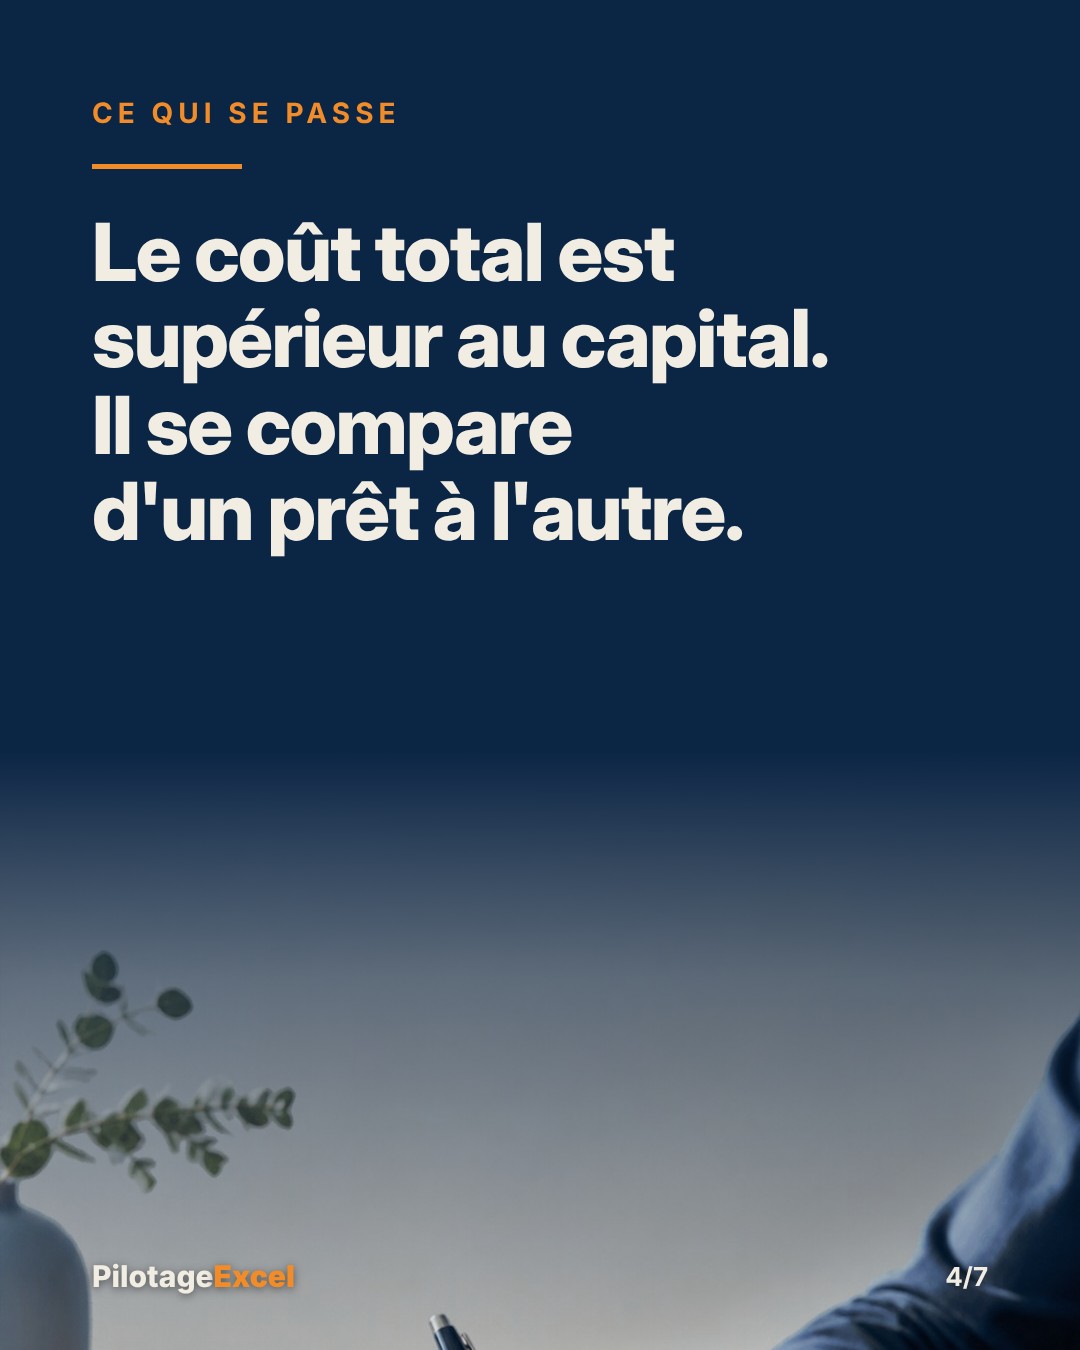 CE QUI SE PASSE
Le coût total est
supérieur au capital.
Il se compare
d'un prêt à l'autre.
PilotageExcel
4/7